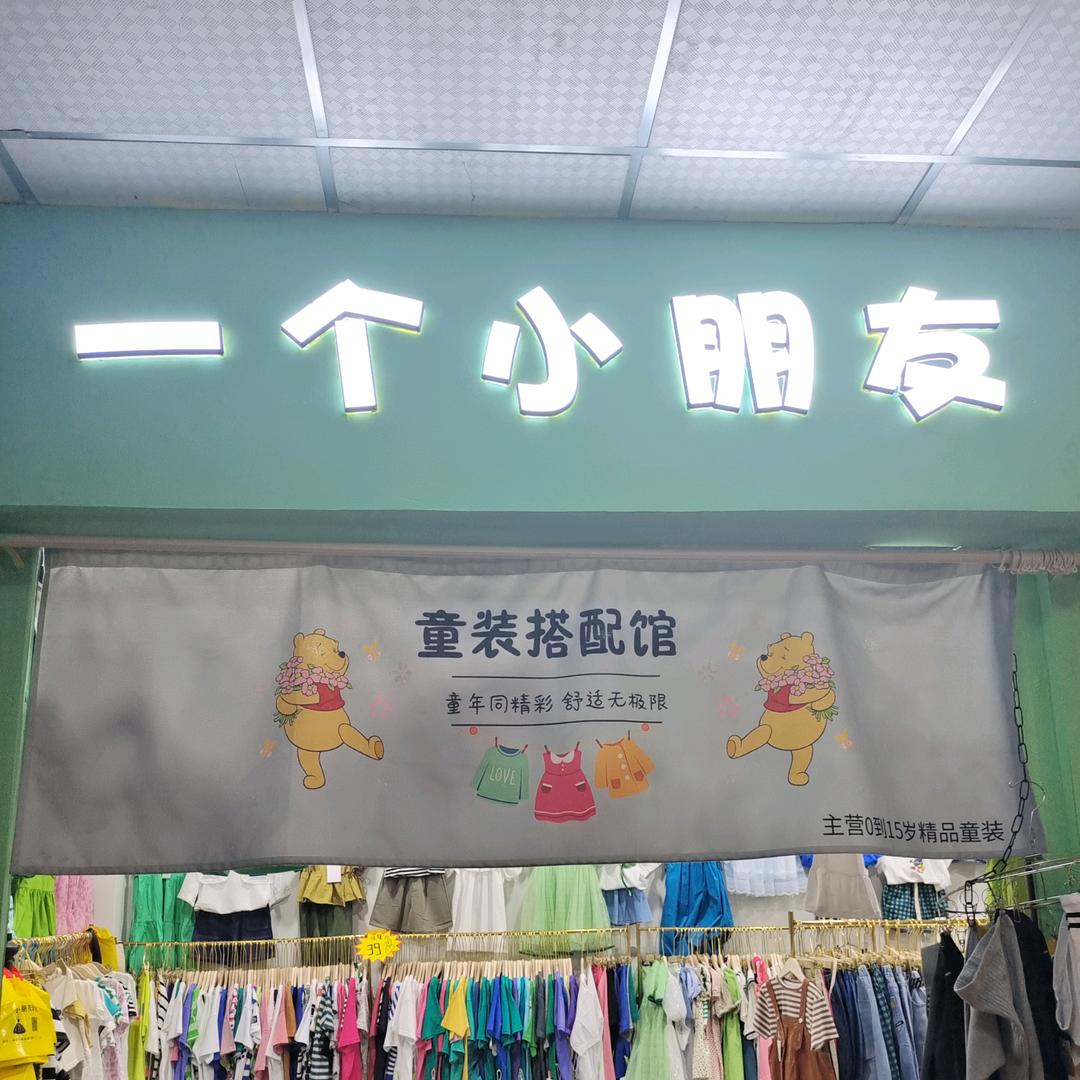 一个小朋友
童装搭配馆
童年同精彩 舒适无极限
LOVE
主营0到15岁精品童装
39